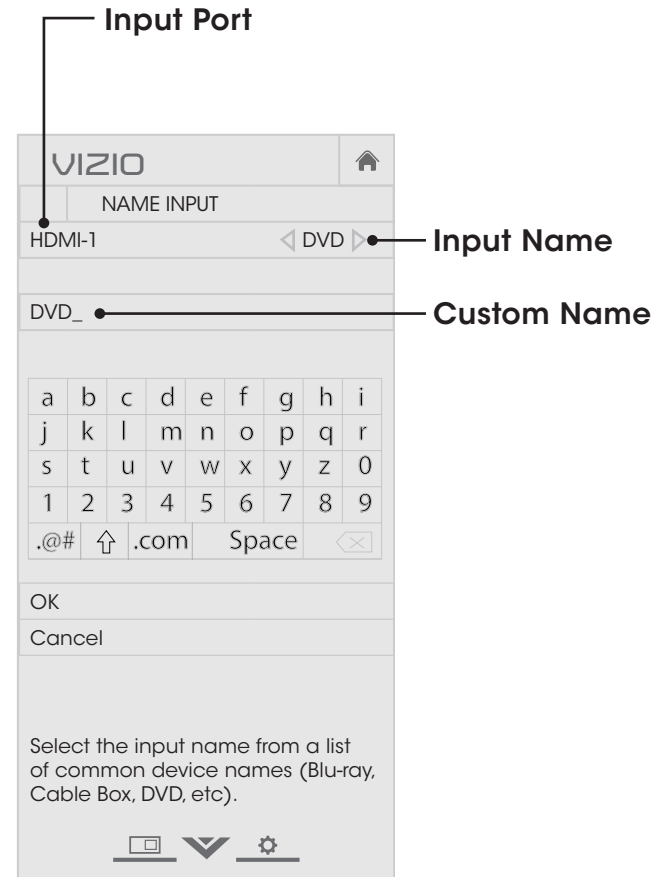 Input Port
VIZIO
NAME INPUT
HDMI-1 DVD
Input Name
DVD_
Custom Name
a b c d e f g h i
j k l m n o p q r
s t u v w x y z 0
1 2 3 4 5 6 7 8 9
.@# .com Space
OK
Cancel
Select the input name from a list
of common device names (Blu-ray,
Cable Box, DVD, etc).